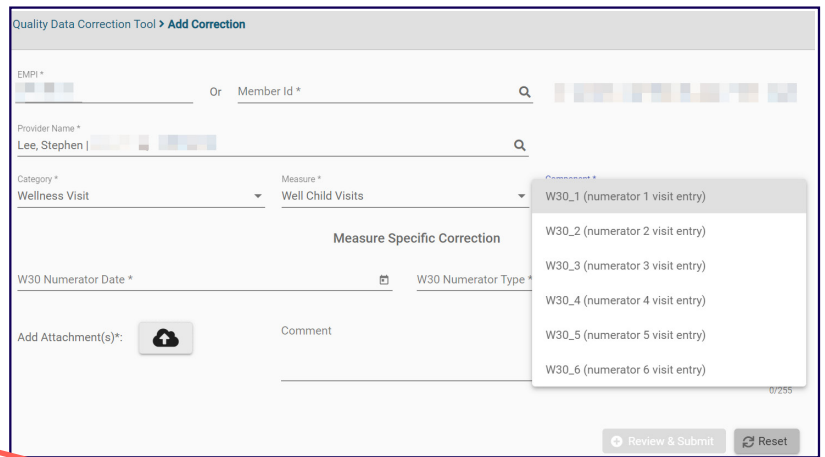 Quality Data Correction Tool > Add Correction
EMPI *
Or Member Id *
Provider Name *
Lee, Stephen |
Category * Measure * Component *
Wellness Visit Well Child Visits
W30_1 (numerator 1 visit entry)
W30_2 (numerator 2 visit entry)
W30_3 (numerator 3 visit entry)
W30_4 (numerator 4 visit entry)
W30_5 (numerator 5 visit entry)
W30_6 (numerator 6 visit entry)
Measure Specific Correction
W30 Numerator Date * W30 Numerator Type *
Add Attachment(s)*: Comment
0/255
Review & Submit Reset